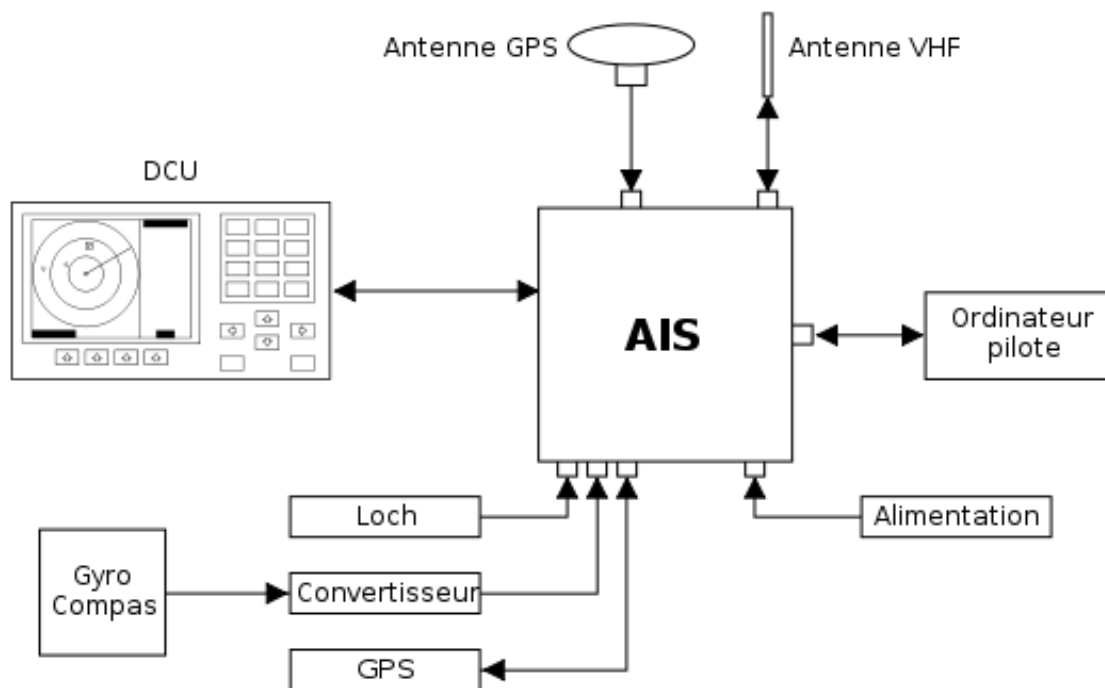 Antenne GPS
Antenne VHF
DCU
AIS
Ordinateur
pilote
Loch
Alimentation
Gyro
Compas
Convertisseur
GPS